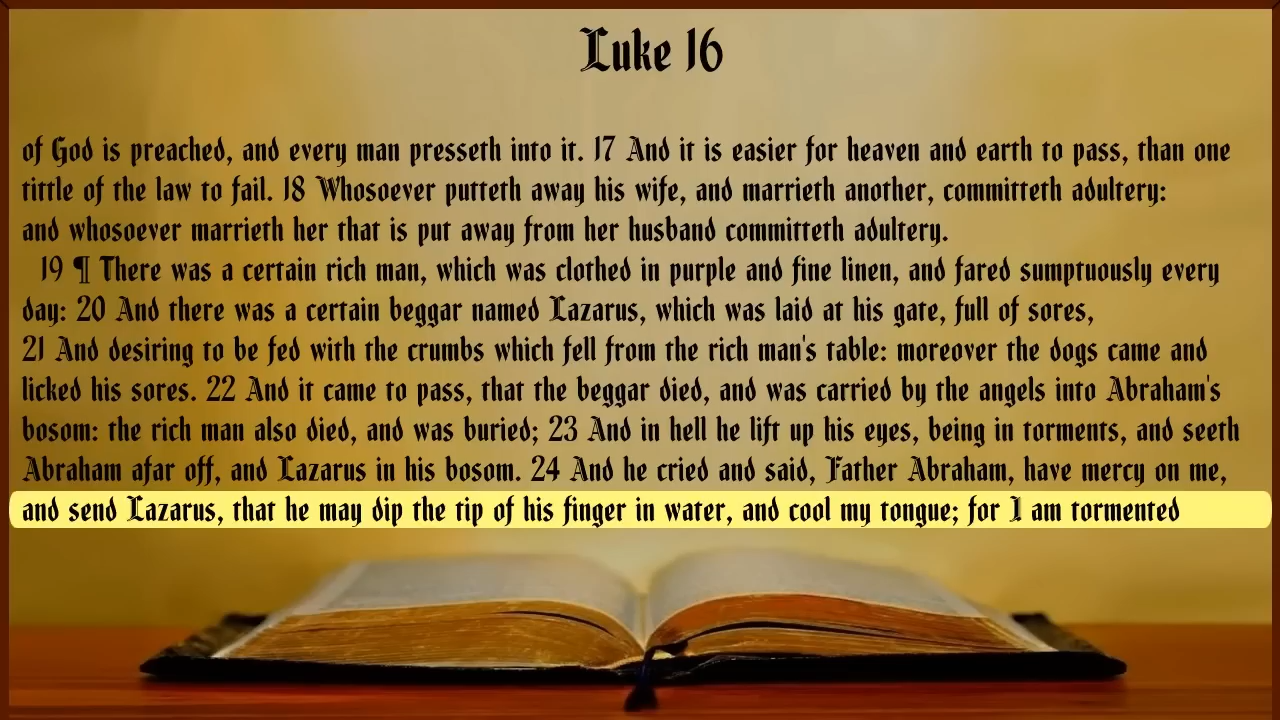 Luke 16
of God is preached, and every man presseth into it. 17 And it is easier for heaven and earth to pass, than one
tittle of the law to fail. 18 Whosoever putteth away his wife, and marrieth another, committeth adultery:
and whosoever marrieth her that is put away from her husband committeth adultery.
19 ¶ There was a certain rich man, which was clothed in purple and fine linen, and fared sumptuously every
day: 20 And there was a certain beggar named Lazarus, which was laid at his gate, full of sores,
21 And desiring to be fed with the crumbs which fell from the rich man's table: moreover the dogs came and
licked his sores. 22 And it came to pass, that the beggar died, and was carried by the angels into Abraham's
bosom: the rich man also died, and was buried; 23 And in hell he lift up his eyes, being in torments, and seeth
Abraham afar off, and Lazarus in his bosom. 24 And he cried and said, Father Abraham, have mercy on me,
and send Lazarus, that he may dip the tip of his finger in water, and cool my tongue; for I am tormented